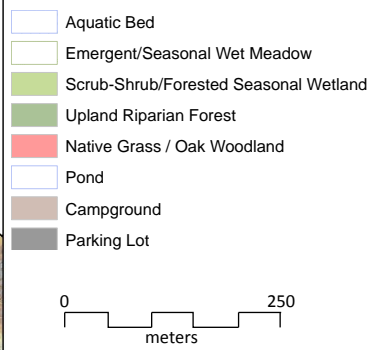 Aquatic Bed
Emergent/Seasonal Wet Meadow
Scrub-Shrub/Forested Seasonal Wetland
Upland Riparian Forest
Native Grass / Oak Woodland
Pond
Campground
Parking Lot
0 250
meters